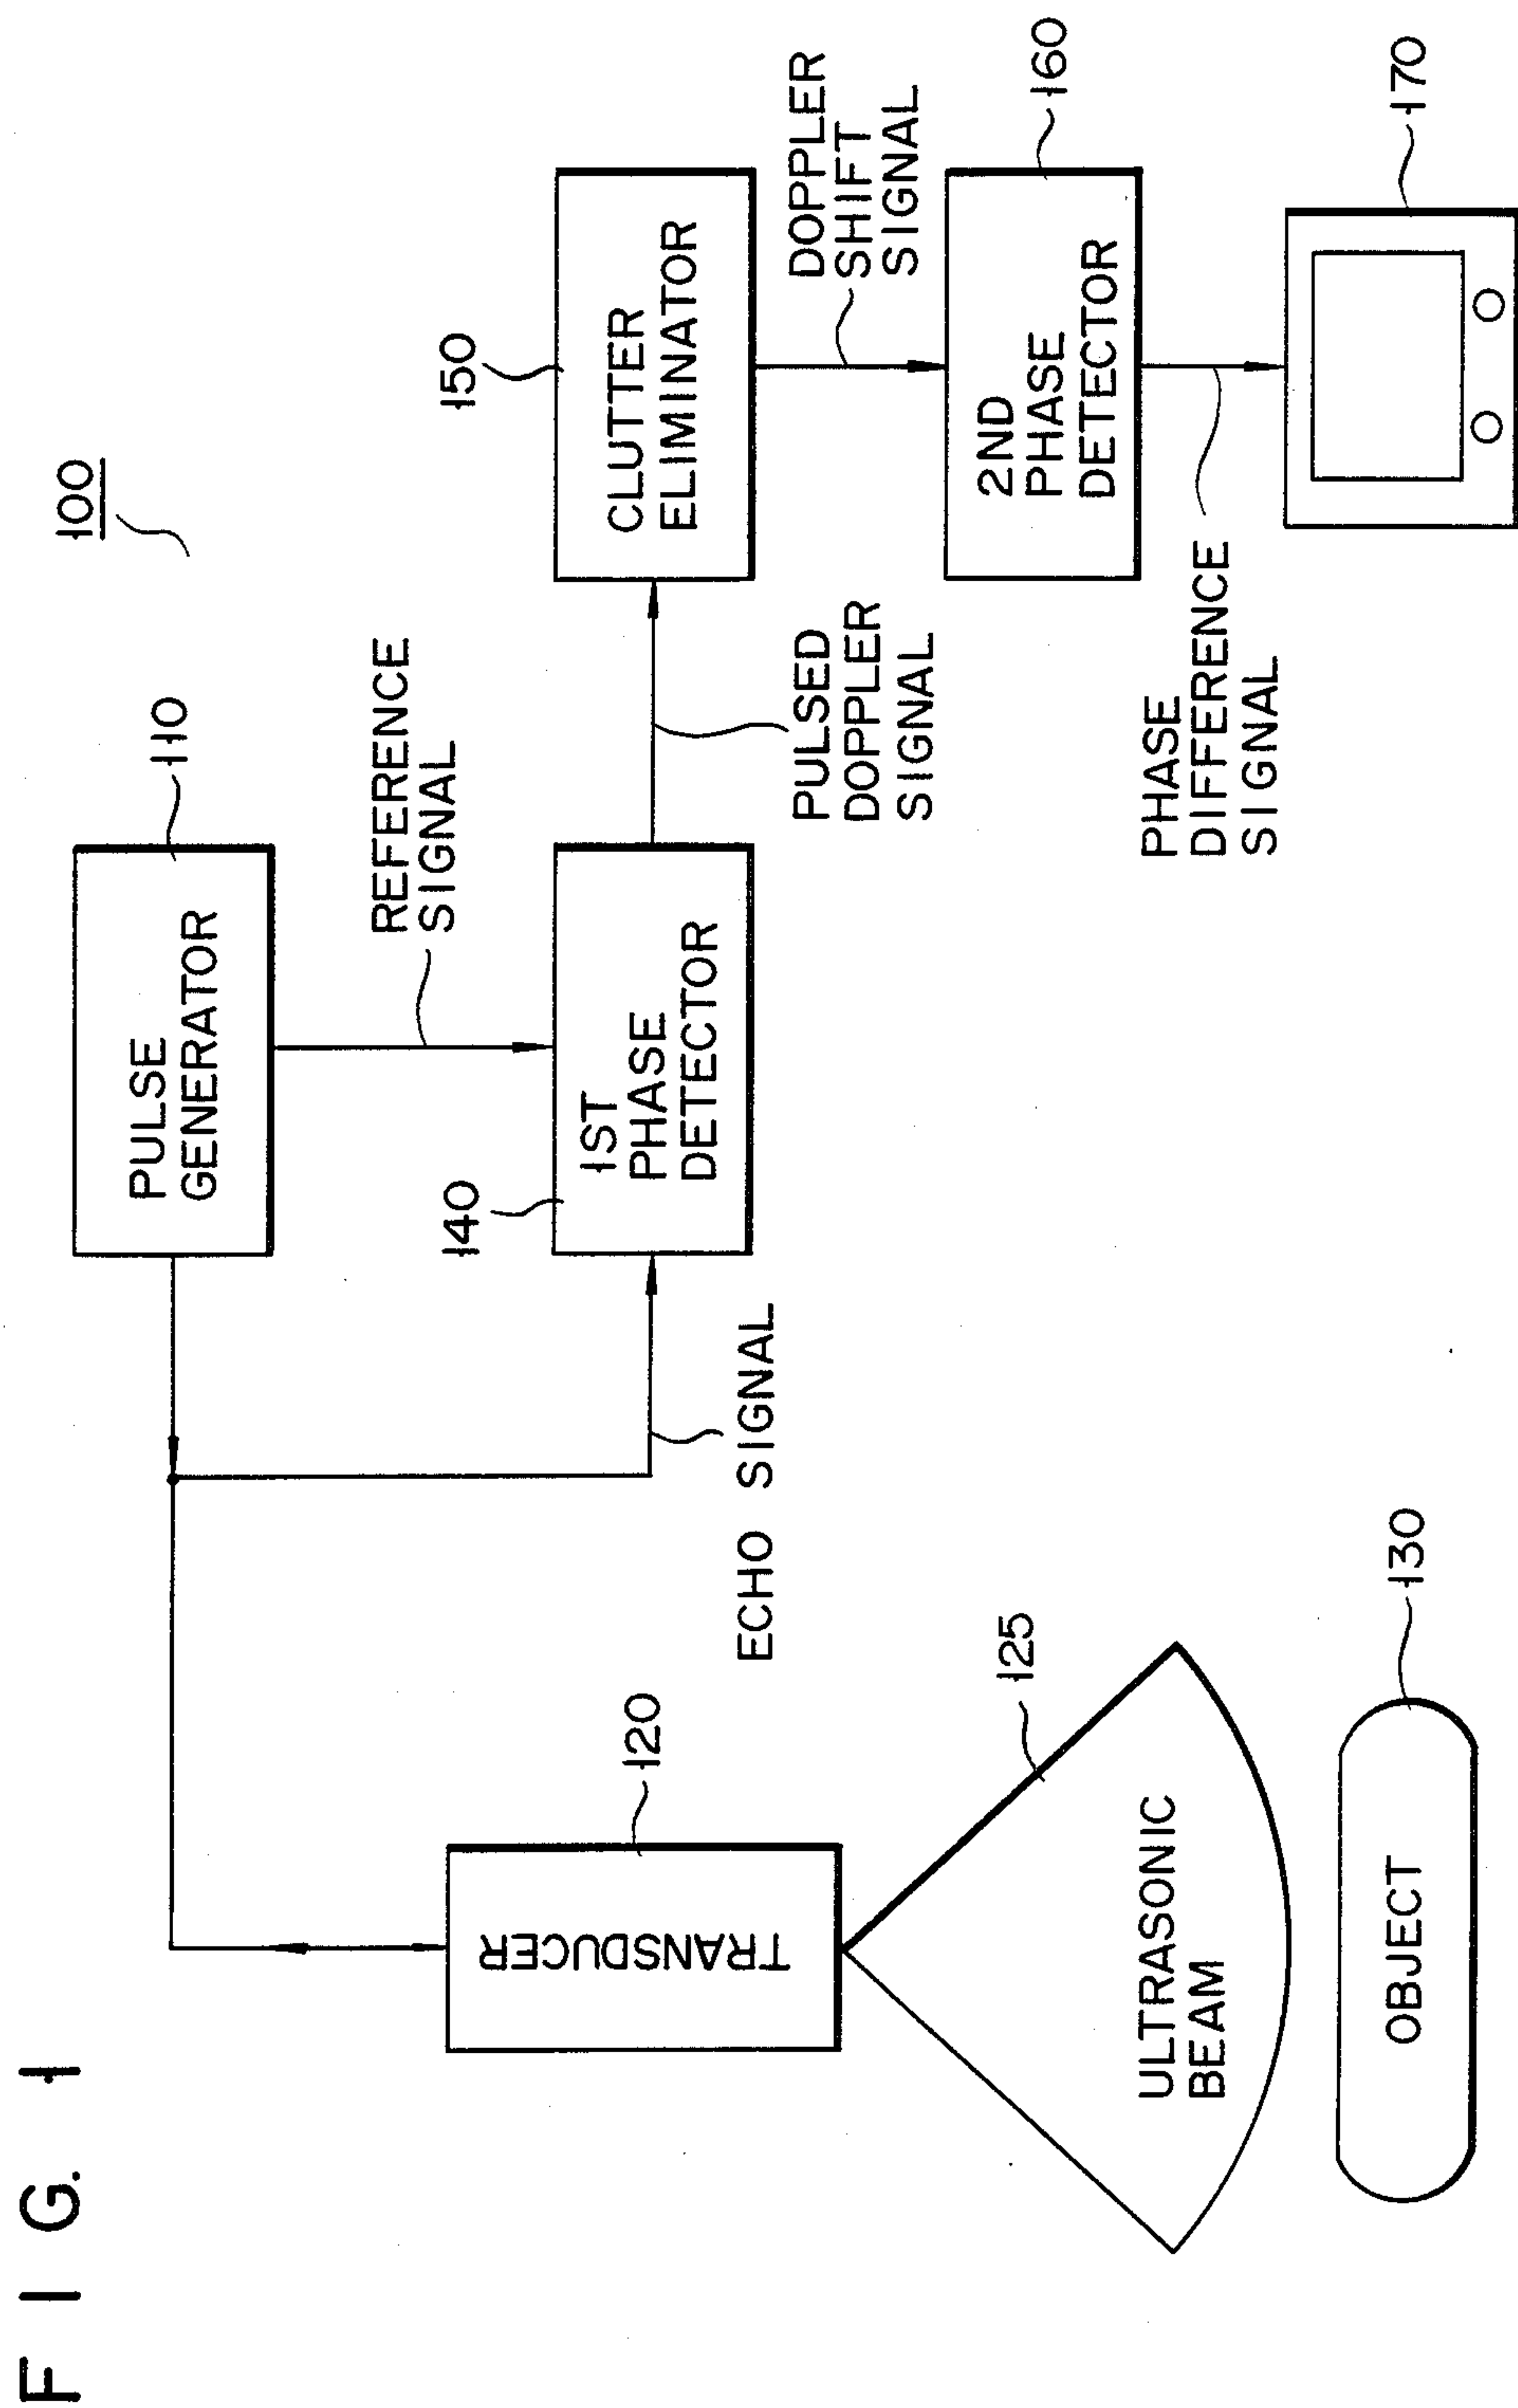 FIG. 1
100
PULSE
GENERATOR
110
REFERENCE
SIGNAL
140
1ST
PHASE
DETECTOR
150
CLUTTER
ELIMINATOR
ECHO SIGNAL
PULSED
DOPPLER
SIGNAL
DOPPLER
SHIFT
SIGNAL
120
TRANSDUCER
2ND
PHASE
DETECTOR
160
125
ULTRASONIC
BEAM
PHASE
DIFFERENCE
SIGNAL
OBJECT
130
170